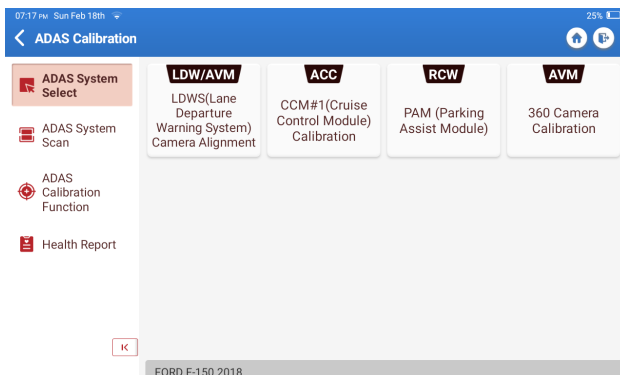 07:17 PM Sun Feb 18th
25%
ADAS Calibration
ADAS System
Select
ADAS System
Scan
ADAS
Calibration
Function
Health Report
LDW/AVM
LDWS(Lane
Departure
Warning System)
Camera Alignment
ACC
CCM#1(Cruise
Control Module)
Calibration
RCW
PAM (Parking
Assist Module)
AVM
360 Camera
Calibration
FORD E-150 2018